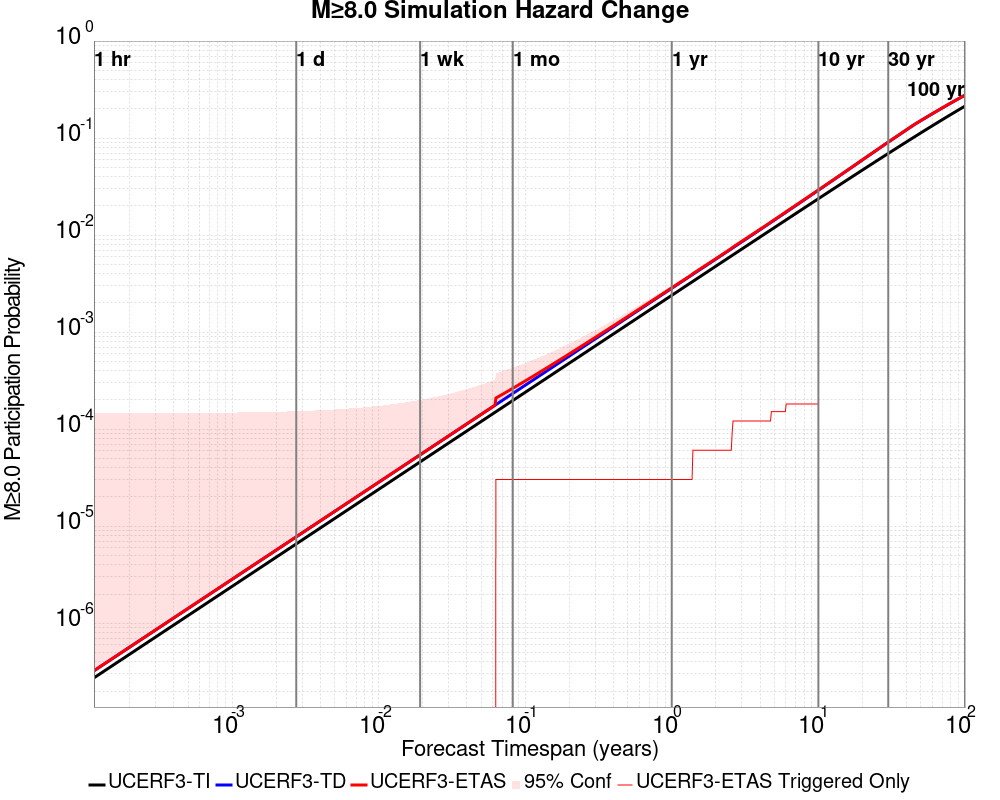 M≥8.0 Simulation Hazard Change
10^0
1 hr 1 d 1 wk 1 mo 1 yr 10 yr 30 yr
100 yr
10^-1
10^-2
10^-3
10^-4
10^-5
10^-6
M≥8.0 Participation Probability
10^-3 10^-2 10^-1 10^0 10^1 10^2
Forecast Timespan (years)
UCERF3-TI UCERF3-TD UCERF3-ETAS 95% Conf UCERF3-ETAS Triggered Only